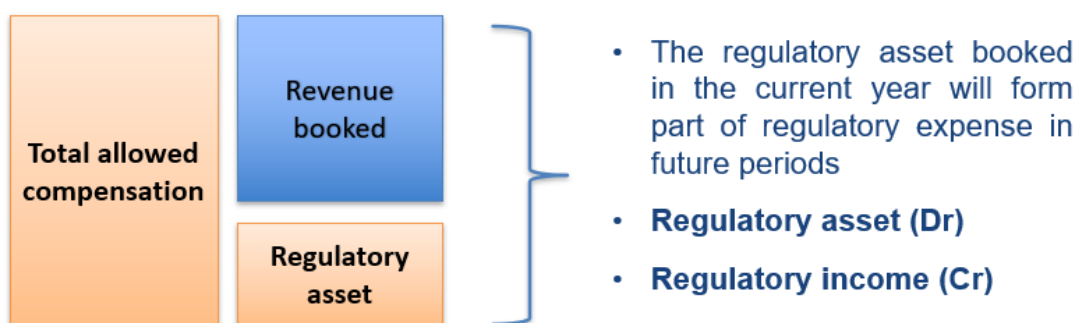 Total allowed
compensation
Revenue
booked
Regulatory
asset
• The regulatory asset booked
in the current year will form
part of regulatory expense in
future periods
• Regulatory asset (Dr)
• Regulatory income (Cr)